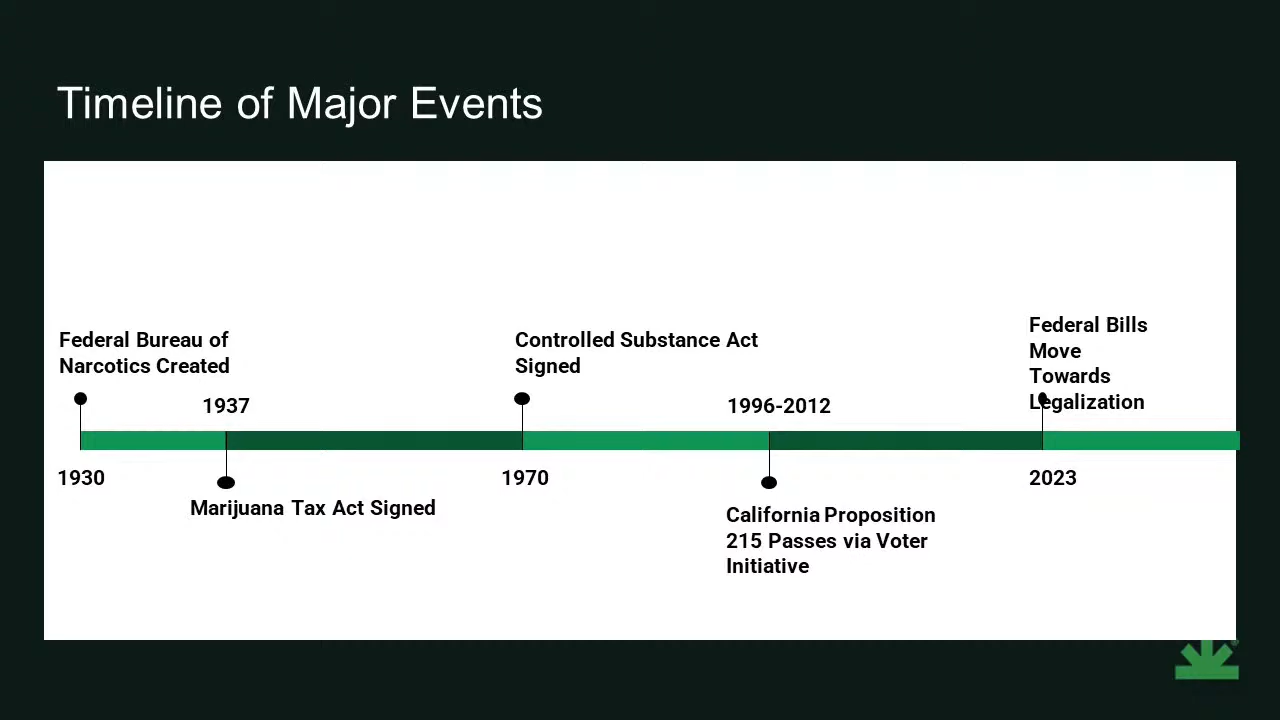 Timeline of Major Events
Federal Bureau of
Narcotics Created
Controlled Substance Act
Signed
Federal Bills
Move
Towards
Legalization
1937
1996-2012
1930
1970
2023
Marijuana Tax Act Signed
California Proposition
215 Passes via Voter
Initiative